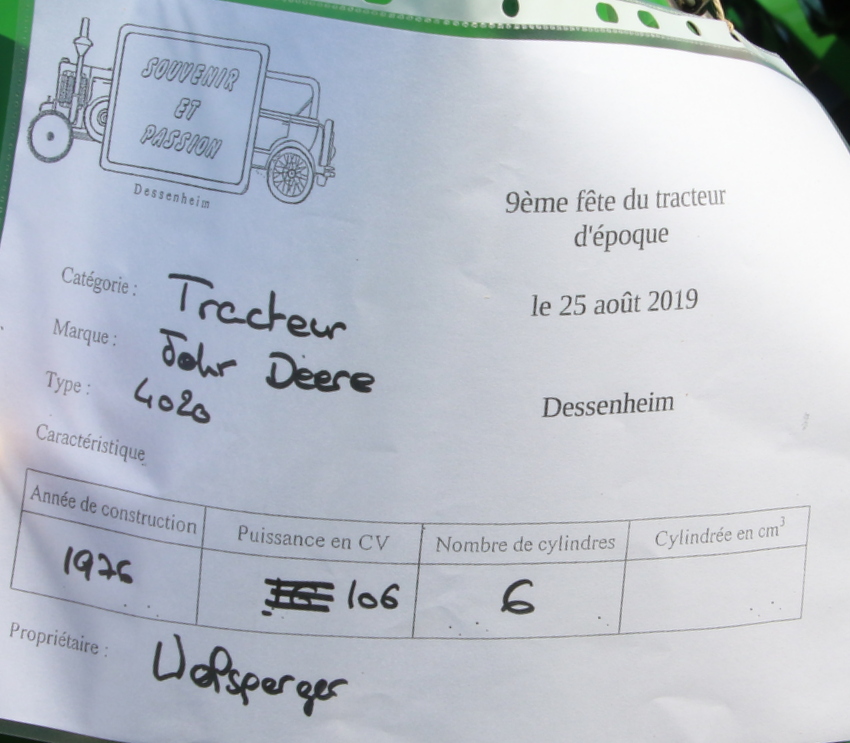 SOUVENIR
ET
PASSION
Dessenheim
9ème fête du tracteur
d'époque
le 25 août 2019
Dessenheim
Catégorie : Tracteur
Marque : John Deere
Type : 4020
Caractéristique
Année de construction Puissance en CV Nombre de cylindres Cylindrée en cm³
1976 106 6
Propriétaire :